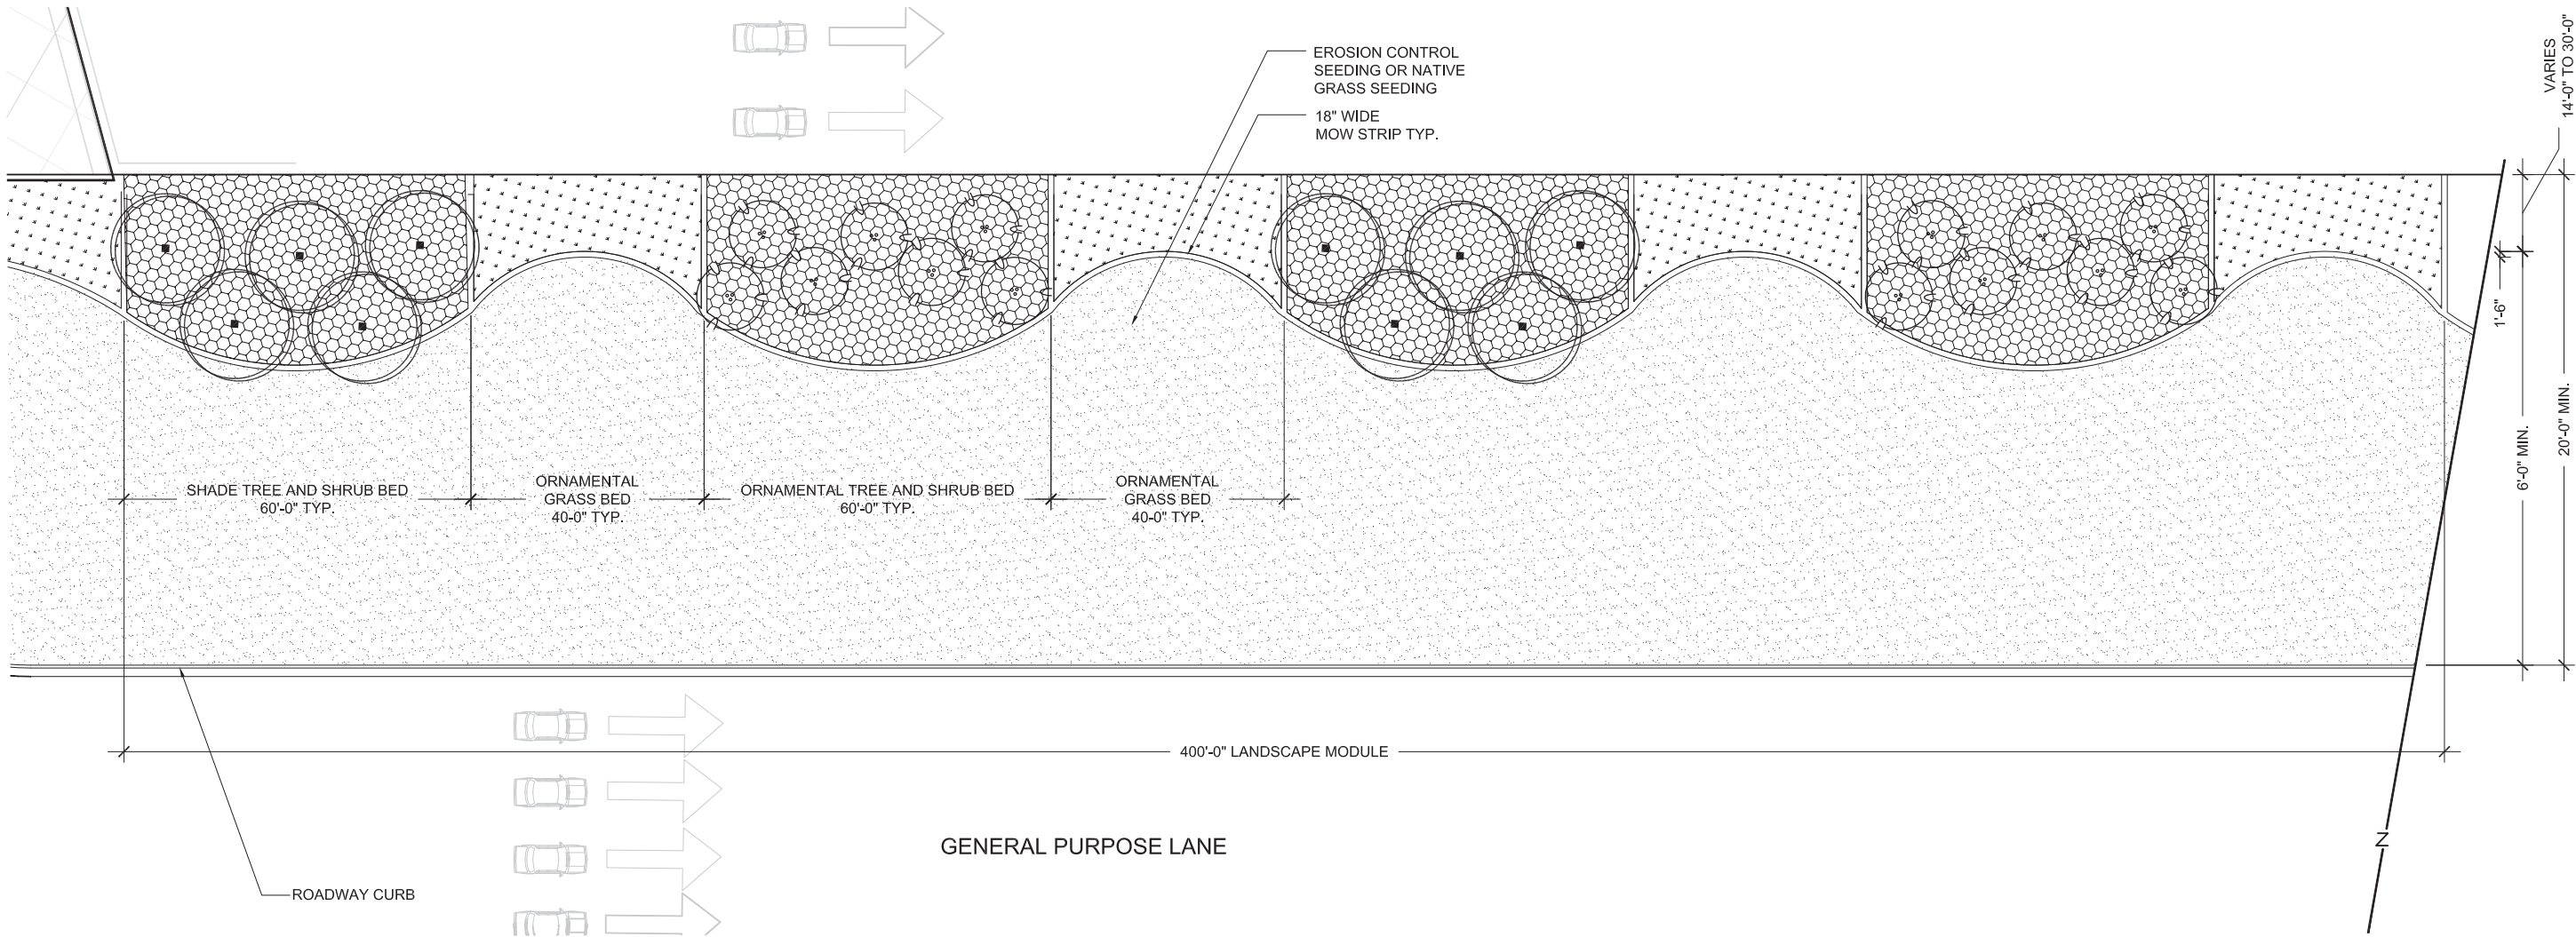 EROSION CONTROL
SEEDING OR NATIVE
GRASS SEEDING
18" WIDE
MOW STRIP TYP.
VARIES
14'-0" TO 30'-0"
1'-6"
6'-0" MIN.
20'-0" MIN.
SHADE TREE AND SHRUB BED
60'-0" TYP.
ORNAMENTAL
GRASS BED
40-0" TYP.
ORNAMENTAL TREE AND SHRUB BED
60'-0" TYP.
ORNAMENTAL
GRASS BED
40-0" TYP.
400'-0" LANDSCAPE MODULE
GENERAL PURPOSE LANE
ROADWAY CURB